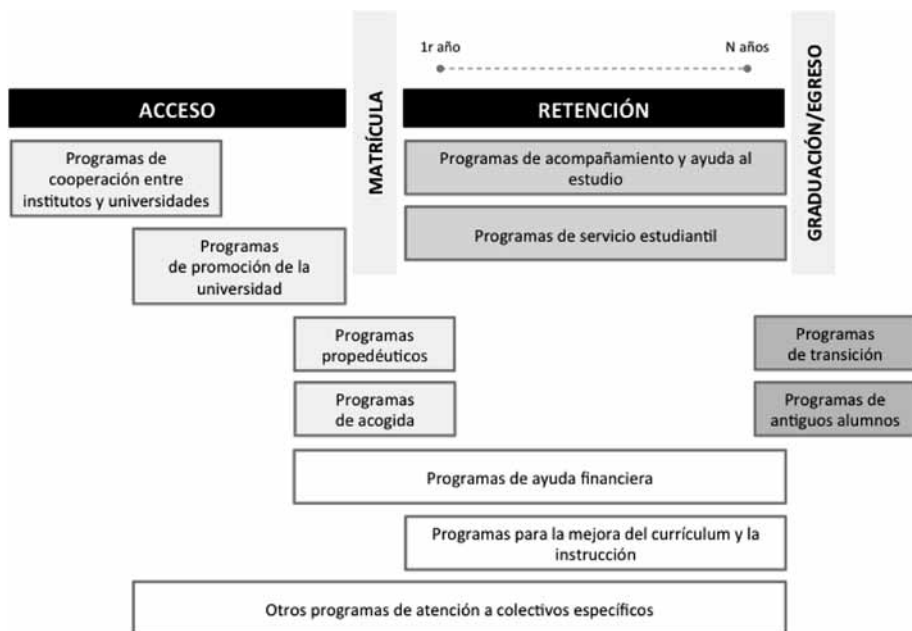 1r año
N años
ACCESO
MATRÍCULA
RETENCIÓN
GRADUACIÓN/EGRESO
Programas de
cooperación entre
institutos y universidades
Programas de acompañamiento y ayuda al
estudio
Programas
de promoción de la
universidad
Programas de servicio estudiantil
Programas
propedéuticos
Programas
de transición
Programas
de acogida
Programas de
antiguos alumnos
Programas de ayuda financiera
Programas para la mejora del currículum y la
instrucción
Otros programas de atención a colectivos específicos